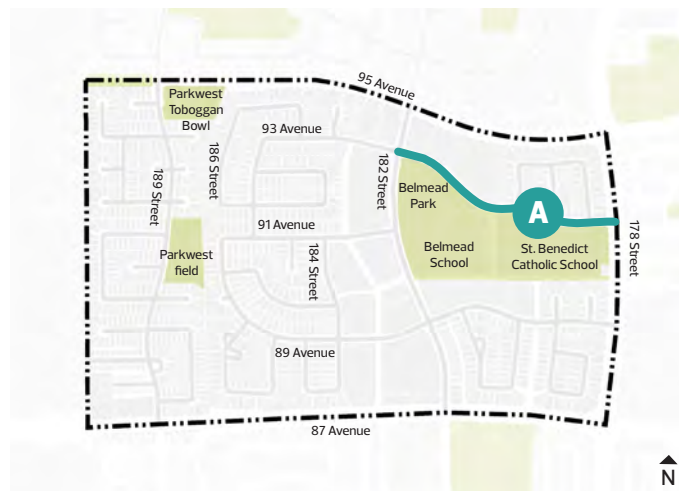 95 Avenue
Parkwest
Toboggan
Bowl
93 Avenue
186 Street
182 Street
189 Street
Belmead
Park
A
91 Avenue
178 Street
Parkwest
field
184 Street
Belmead
School
St. Benedict
Catholic School
89 Avenue
87 Avenue
N